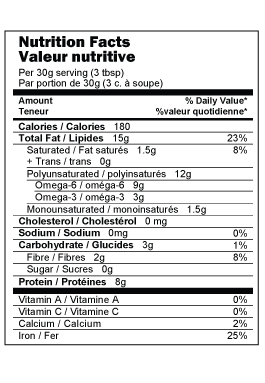 Nutrition Facts
Valeur nutritive
Per 30g serving (3 tbsp)
Par portion de 30g (3 c. à soupe)
Amount % Daily Value*
Teneur %valeur quotidienne*
Calories / Calories 180
Total Fat / Lipides 15g 23%
Saturated / Fat saturés 1.5g 8%
+ Trans / trans 0g
Polyunsaturated / polyinsaturés 12g
Omega-6 / oméga-6 9g
Omega-3 / oméga-3 3g
Monounsaturated / monoinsaturés 1.5g
Cholesterol / Cholestérol 0 mg
Sodium / Sodium 0mg 0%
Carbohydrate / Glucides 3g 1%
Fibre / Fibres 2g 8%
Sugar / Sucres 0g
Protein / Protéines 8g
Vitamin A / Vitamine A 0%
Vitamin C / Vitamine C 0%
Calcium / Calcium 2%
Iron / Fer 25%